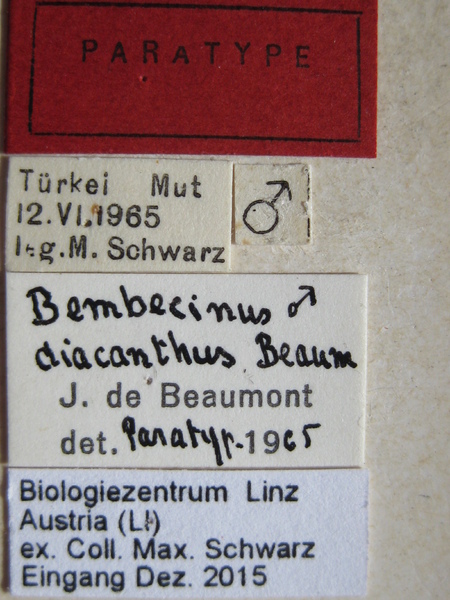 PARATYPE
Türkei Mut ♂
12.VI.1965
leg.M. Schwarz
Bembecinus ♂
diacanthus Beaum
J. de Beaumont
det. Paratyp. 1965
Biologiezentrum Linz
Austria (LI)
ex. Coll. Max. Schwarz
Eingang Dez. 2015